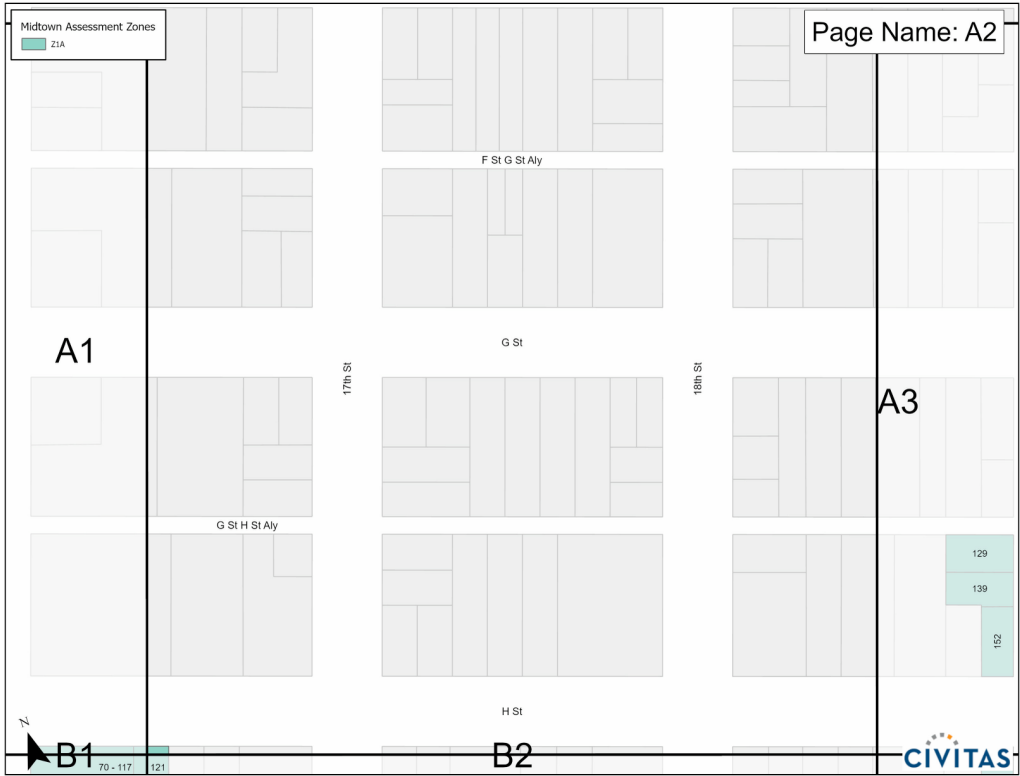 Midtown Assessment Zones
Z1A
Page Name: A2
F St G St Aly
A1
G St
17th St
18th St
A3
G St H St Aly
129
139
152
H St
N
B1
70 - 117
121
B2
CIVITAS